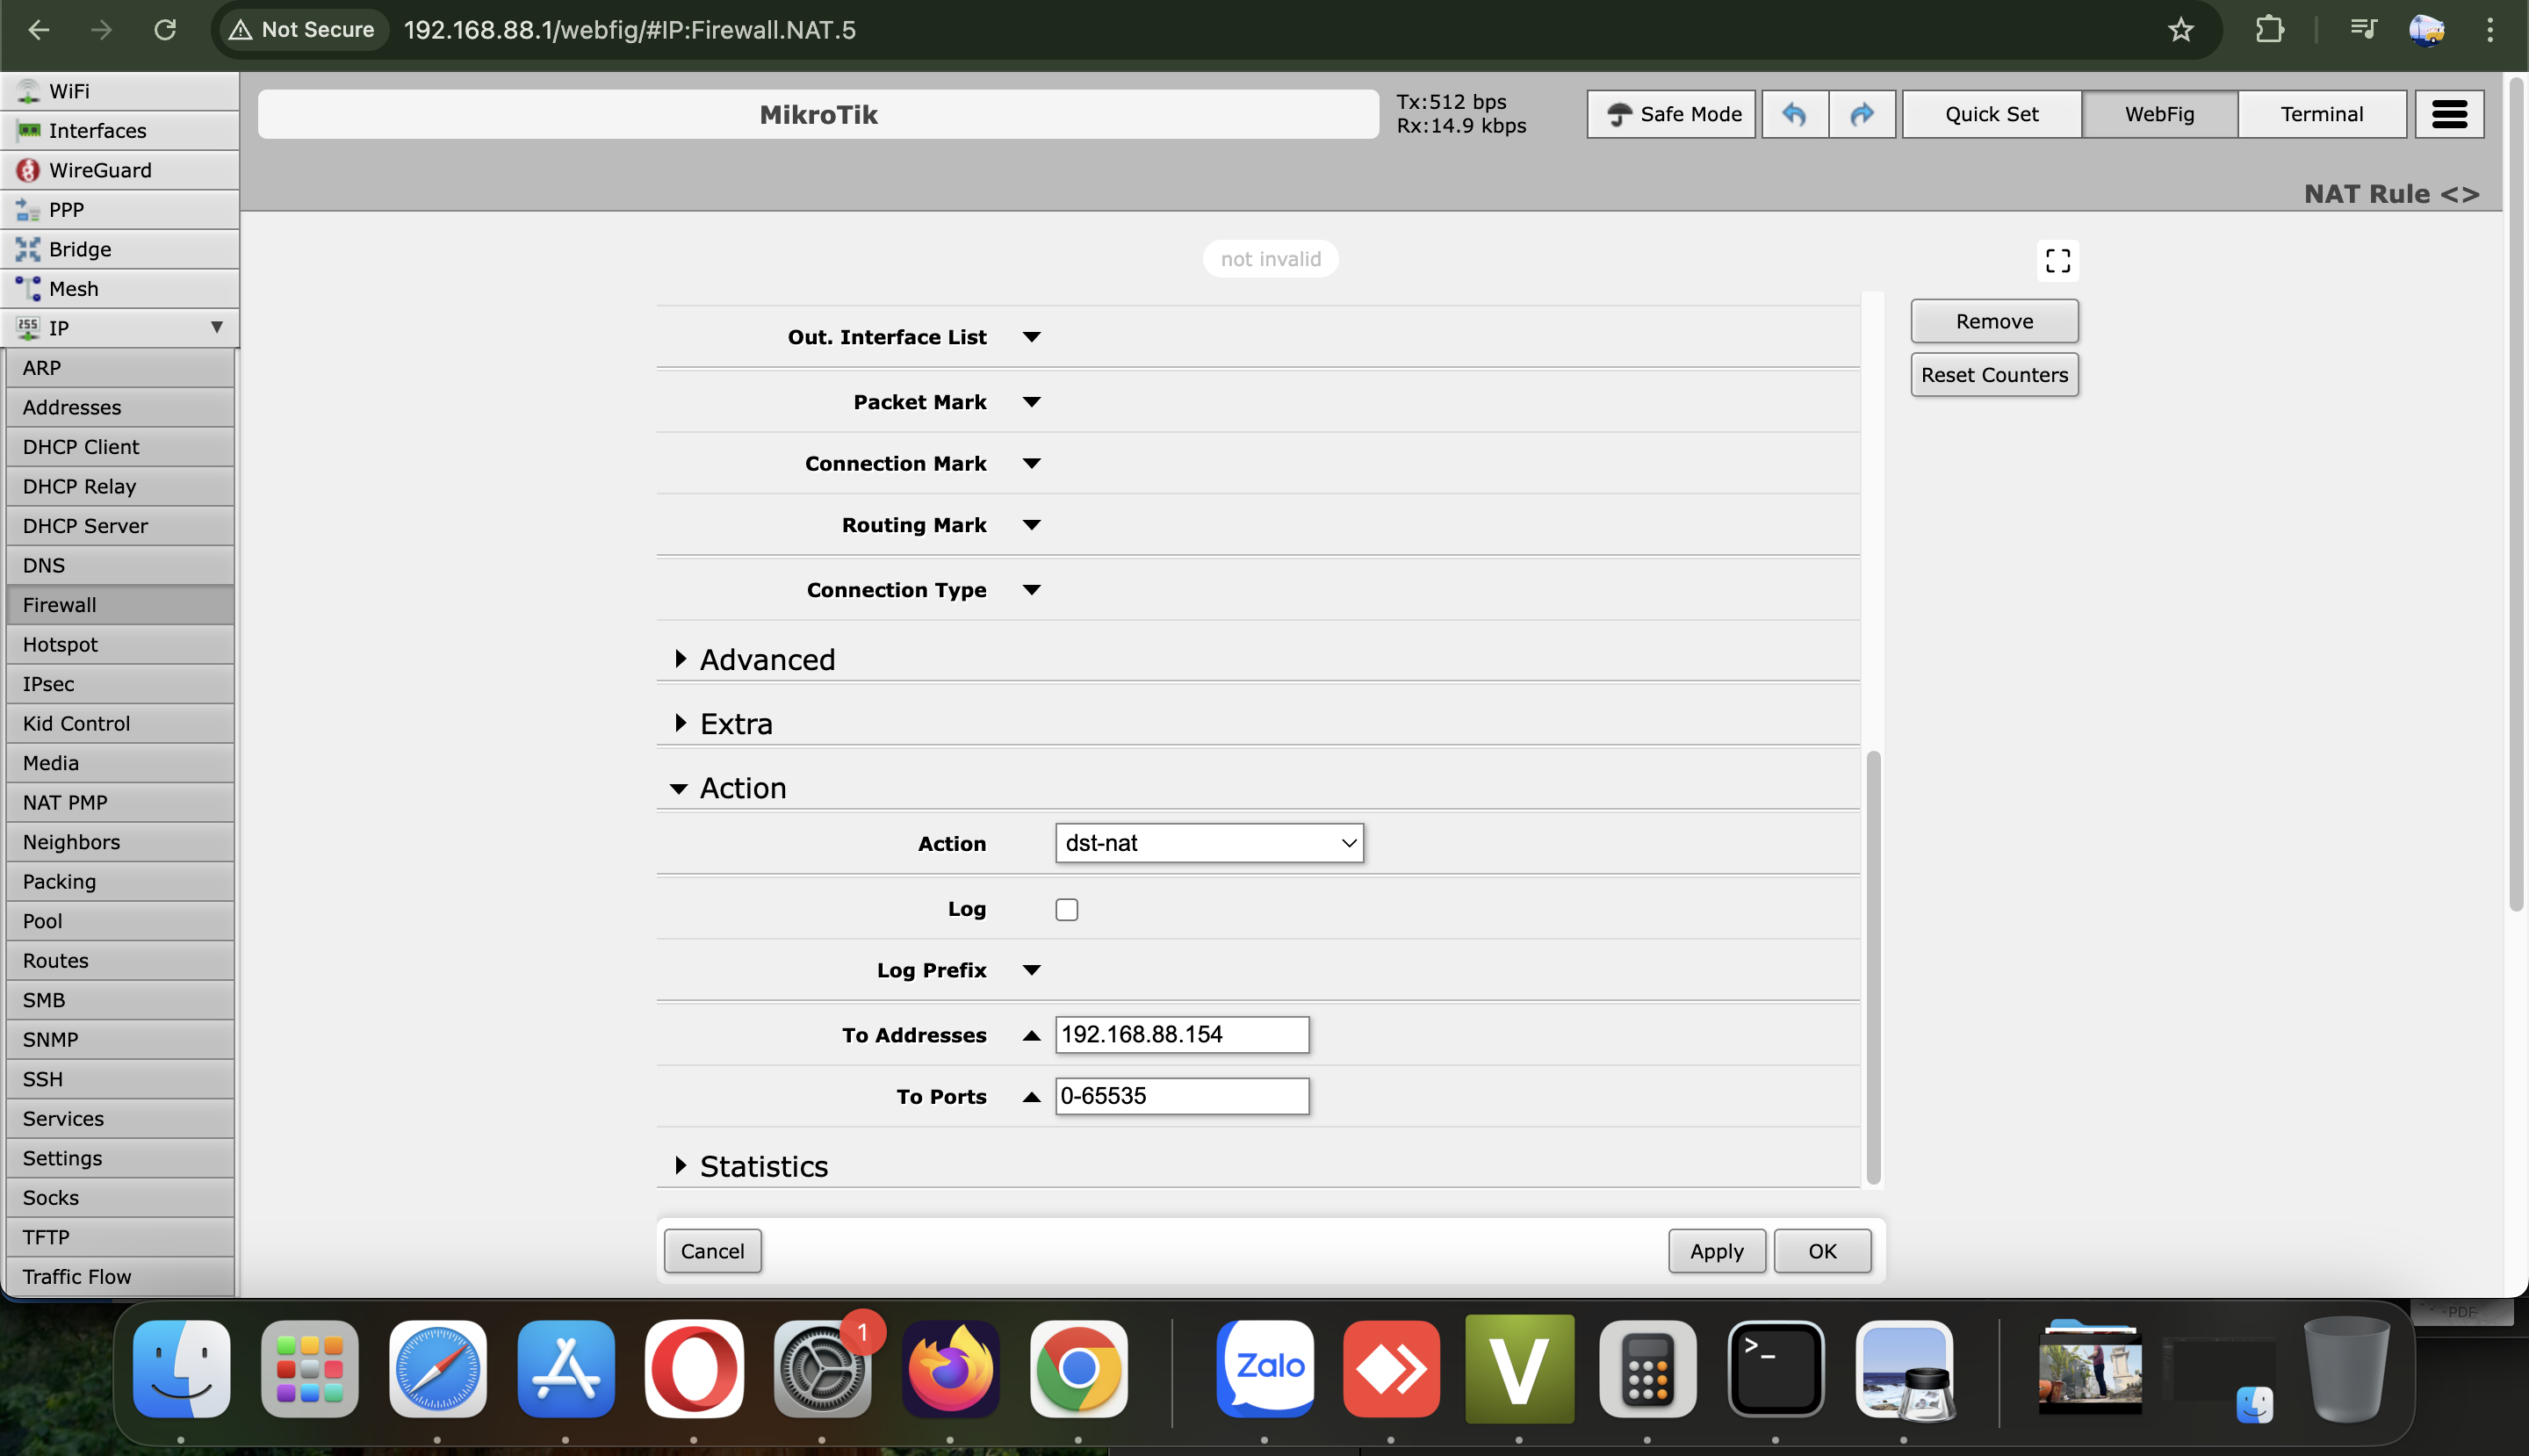 Not Secure 192.168.88.1/webfig/#IP:Firewall.NAT.5
WiFi
Interfaces
WireGuard
PPP
Bridge
Mesh
IP
ARP
Addresses
DHCP Client
DHCP Relay
DHCP Server
DNS
Firewall
Hotspot
IPsec
Kid Control
Media
NAT PMP
Neighbors
Packing
Pool
Routes
SMB
SNMP
SSH
Services
Settings
Socks
TFTP
Traffic Flow
MikroTik
Tx:512 bps
Rx:14.9 kbps
Safe Mode
Quick Set
WebFig
Terminal
NAT Rule <>
not invalid
Remove
Reset Counters
Out. Interface List
Packet Mark
Connection Mark
Routing Mark
Connection Type
Advanced
Extra
Action
Action dst-nat
Log
Log Prefix
To Addresses 192.168.88.154
To Ports 0-65535
Statistics
Cancel
Apply
OK
PDF
1
Zalo
V
>_